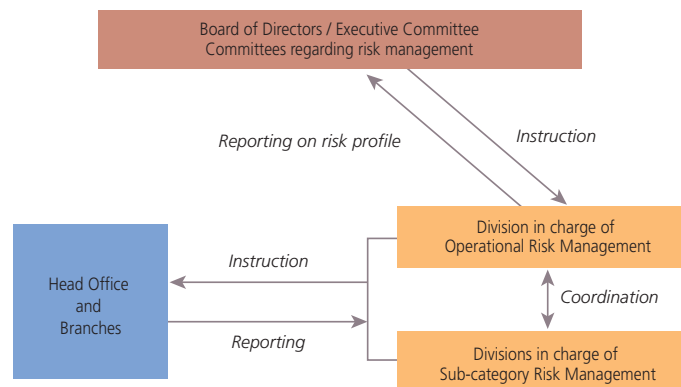 Board of Directors / Executive Committee
Committees regarding risk management
Reporting on risk profile
Instruction
Division in charge of
Operational Risk Management
Head Office
and
Branches
Instruction
Reporting
Coordination
Divisions in charge of
Sub-category Risk Management